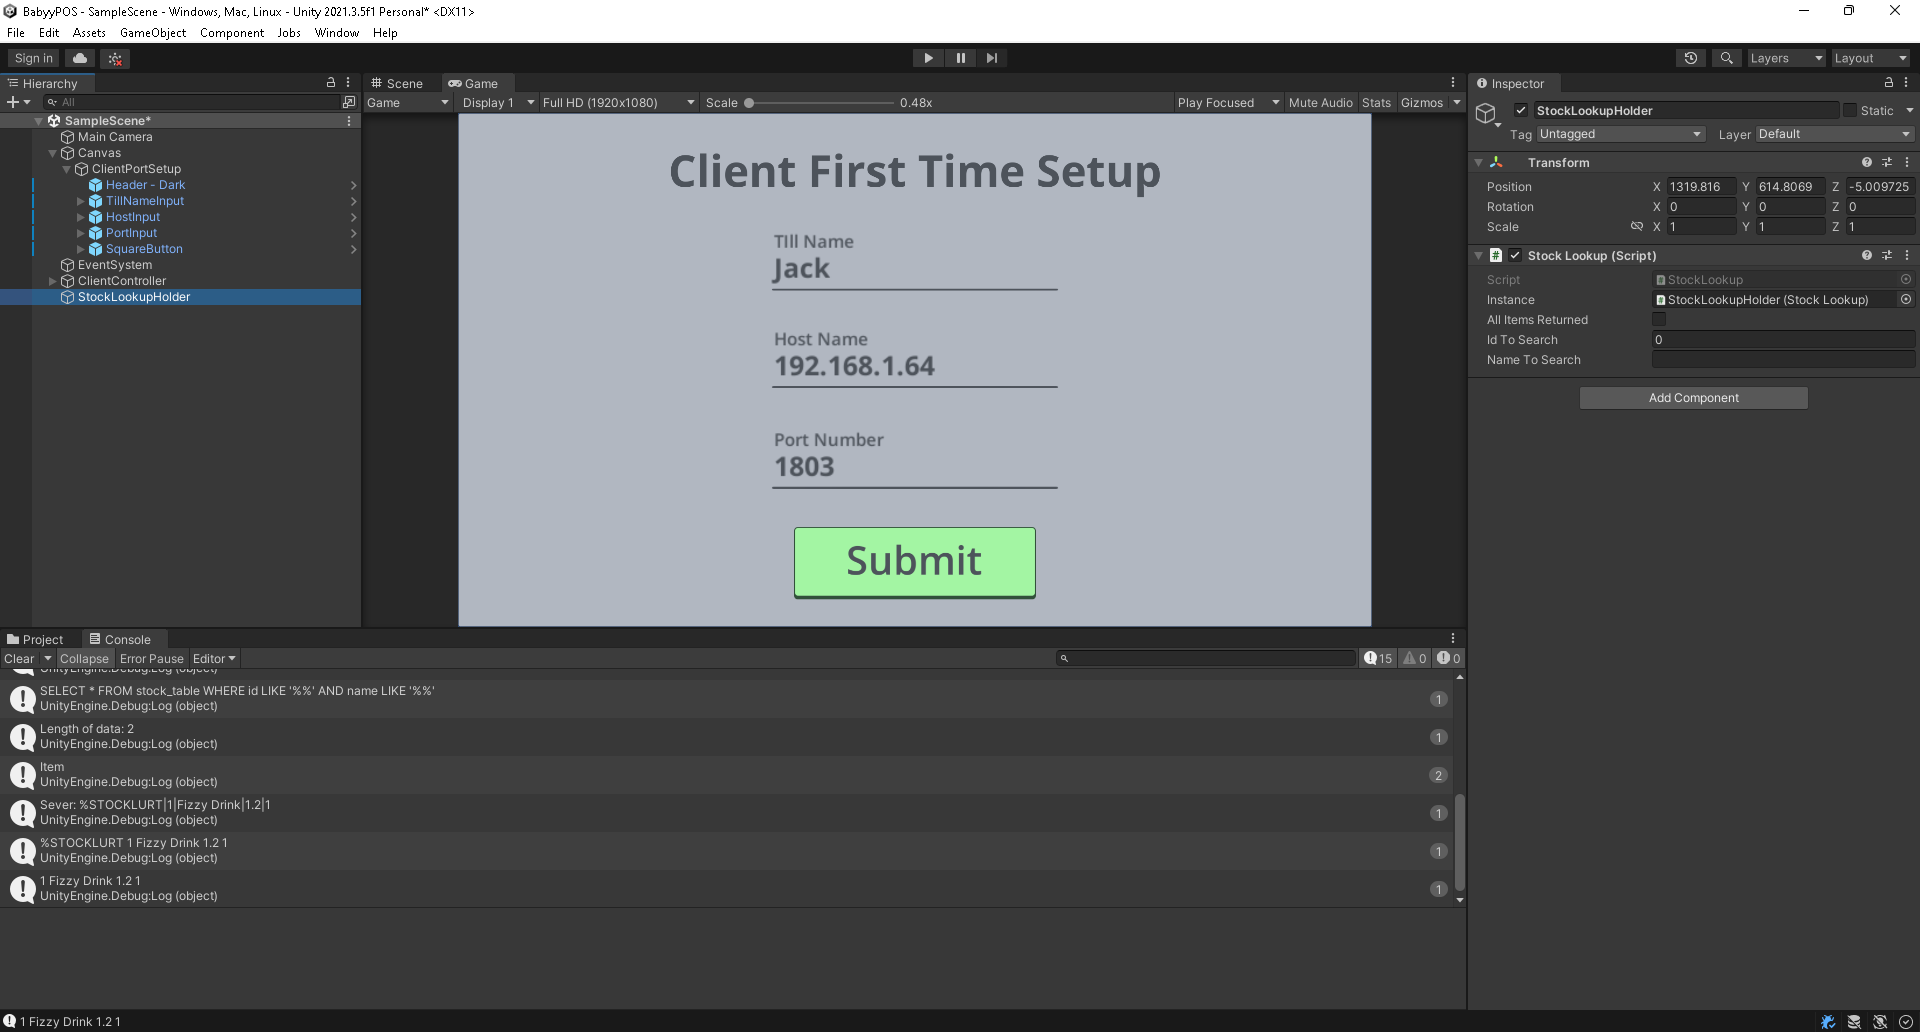 BabyyPOS - SampleScene - Windows, Mac, Linux - Unity 2021.3.5f1 Personal* <DX11>
File Edit Assets GameObject Component Jobs Window Help
Sign in
Layers
Layout
Hierarchy
All
SampleScene*
Main Camera
Canvas
ClientPortSetup
Header - Dark
TillNameInput
HostInput
PortInput
SquareButton
EventSystem
ClientController
StockLookupHolder
Scene
Game
Game
Display 1
Full HD (1920x1080)
Scale
0.48x
Play Focused
Mute Audio
Stats
Gizmos
Client First Time Setup
TIll Name
Jack
Host Name
192.168.1.64
Port Number
1803
Submit
Inspector
StockLookupHolder
Static
Tag Untagged
Layer Default
Transform
Position X 1319.816 Y 614.8069 Z -5.009725
Rotation X 0 Y 0 Z 0
Scale X 1 Y 1 Z 1
Stock Lookup (Script)
Script StockLookup
Instance StockLookupHolder (Stock Lookup)
All Items Returned
Id To Search 0
Name To Search
Add Component
Project
Console
Clear Collapse Error Pause Editor
15 0 0
UnityEngine.Debug:Log (object)
SELECT * FROM stock_table WHERE id LIKE '%%' AND name LIKE '%%'
UnityEngine.Debug:Log (object)
1
Length of data: 2
UnityEngine.Debug:Log (object)
1
Item
UnityEngine.Debug:Log (object)
2
Sever: %STOCKLURT|1|Fizzy Drink|1.2|1
UnityEngine.Debug:Log (object)
1
%STOCKLURT 1 Fizzy Drink 1.2 1
UnityEngine.Debug:Log (object)
1
1 Fizzy Drink 1.2 1
UnityEngine.Debug:Log (object)
1
1 Fizzy Drink 1.2 1